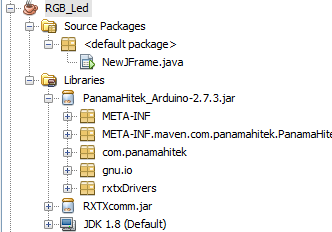 RGB_Led
Source Packages
<default package>
NewJFrame.java
Libraries
PanamaHitek_Arduino-2.7.3.jar
META-INF
META-INF.maven.com.panamahitek.PanamaHite
com.panamahitek
gnu.io
rxtxDrivers
RXTXcomm.jar
JDK 1.8 (Default)